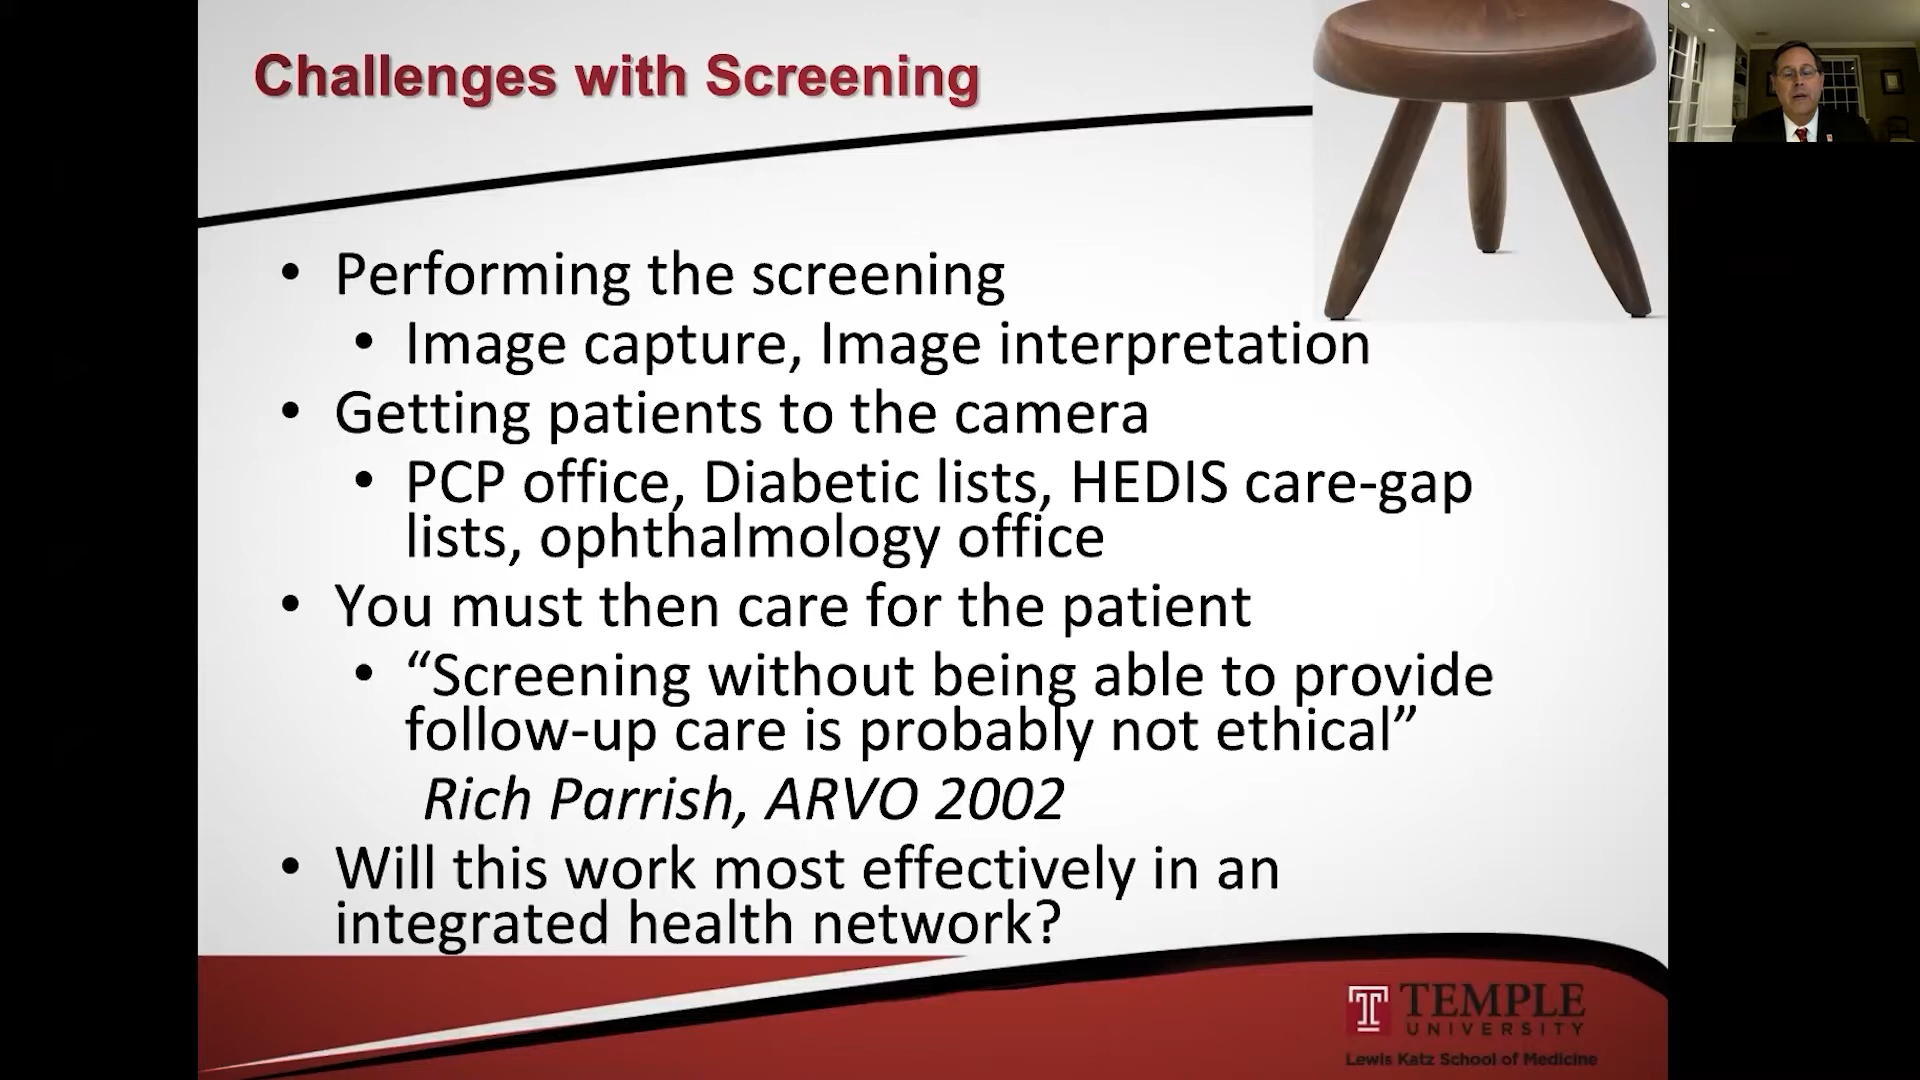 Challenges with Screening
• Performing the screening
• Image capture, Image interpretation
• Getting patients to the camera
• PCP office, Diabetic lists, HEDIS care-gap
lists, ophthalmology office
• You must then care for the patient
• “Screening without being able to provide
follow-up care is probably not ethical”
Rich Parrish, ARVO 2002
• Will this work most effectively in an
integrated health network?
TEMPLE
UNIVERSITY
Lewis Katz School of Medicine